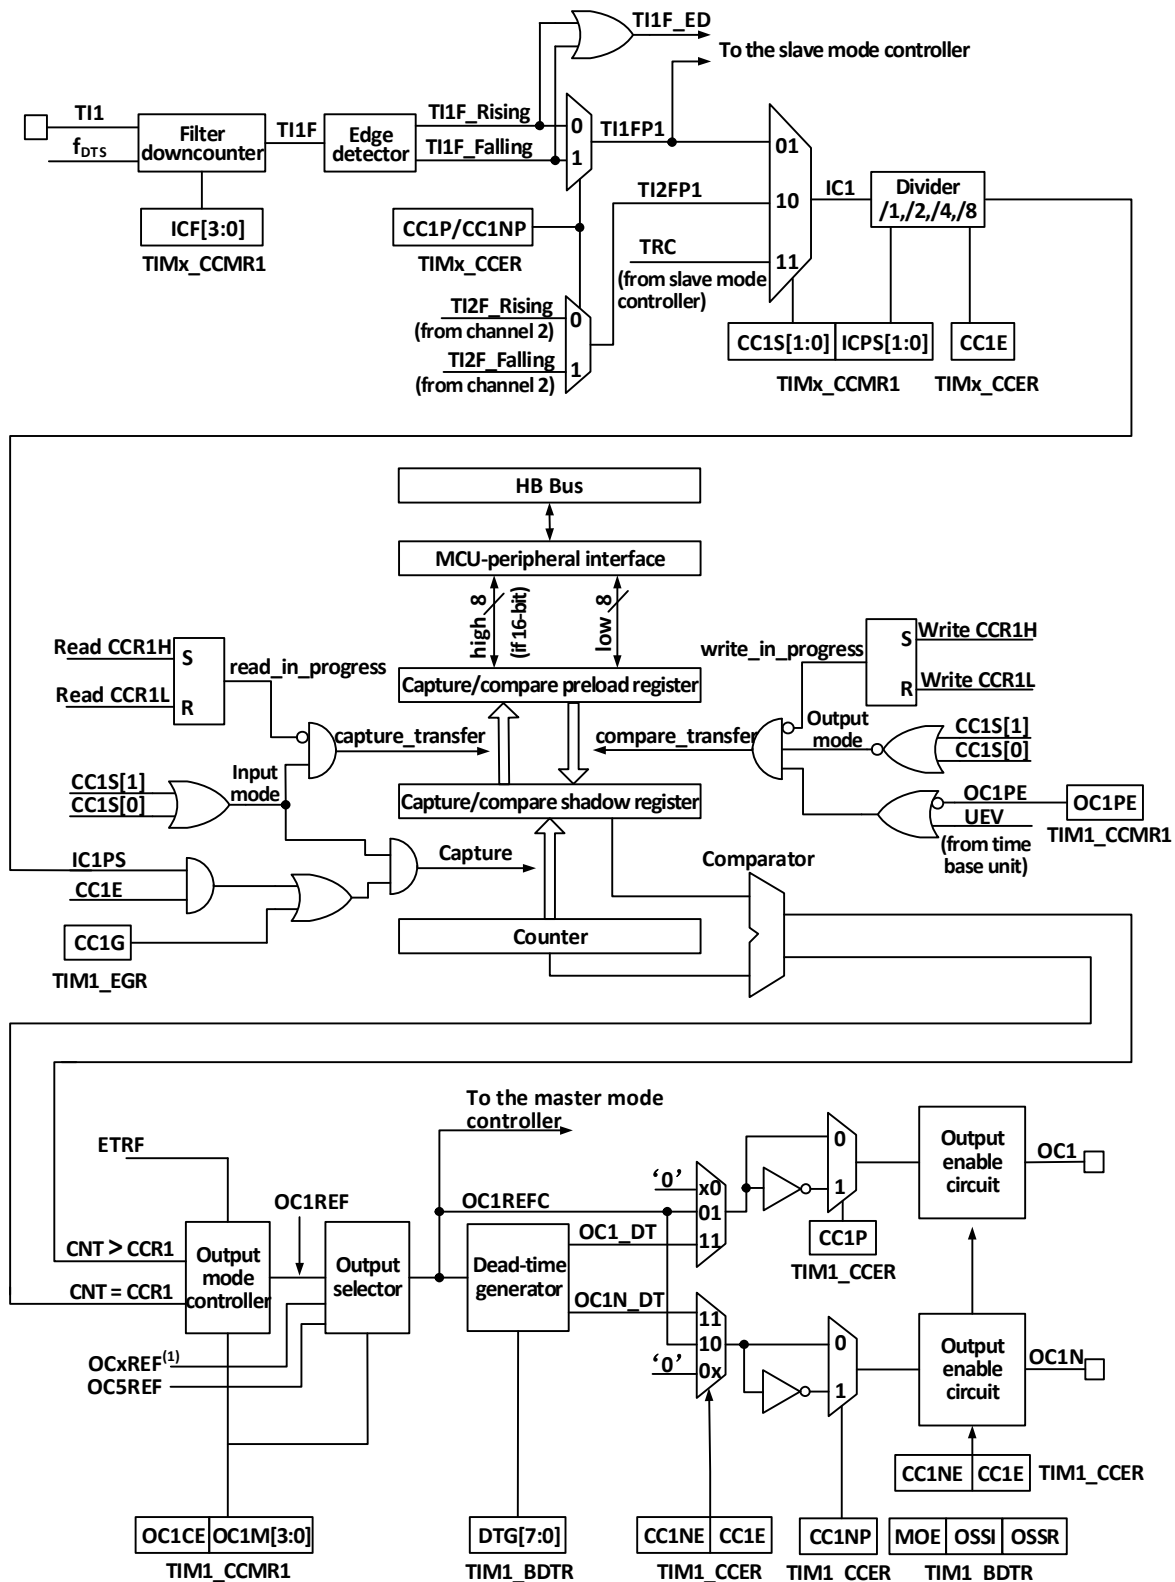 TI1F_ED
To the slave mode controller
TI1
f_DTS
Filter
downcounter
TI1F
Edge
detector
TI1F_Rising
TI1F_Falling
0
1
TI1FP1
TI2FP1
TRC
(from slave mode
controller)
01
10
11
IC1
Divider
/1,/2,/4,/8
ICF[3:0]
TIMx_CCMR1
CC1P/CC1NP
TIMx_CCER
TI2F_Rising
(from channel 2)
TI2F_Falling
(from channel 2)
0
1
CC1S[1:0]
ICPS[1:0]
CC1E
TIMx_CCMR1
TIMx_CCER
HB Bus
MCU-peripheral interface
high
8
(if 16-bit)
low
8
Read CCR1H
Read CCR1L
S
R
read_in_progress
Capture/compare preload register
write_in_progress
S
R
Write CCR1H
Write CCR1L
capture_transfer
compare_transfer
Output
mode
CC1S[1]
CC1S[0]
CC1S[1]
CC1S[0]
Input
mode
Capture/compare shadow register
OC1PE
UEV
(from time
base unit)
OC1PE
TIM1_CCMR1
IC1PS
CC1E
Capture
Comparator
CC1G
TIM1_EGR
Counter
To the master mode
controller
ETRF
OC1REF
CNT > CCR1
CNT = CCR1
Output
mode
controller
Output
selector
OCxREF(1)
OC5REF
OC1REFC
Dead-time
generator
OC1_DT
OC1N_DT
‘0’
x0
01
11
11
10
0x
‘0’
0
1
CC1P
TIM1_CCER
0
1
Output
enable
circuit
OC1
Output
enable
circuit
OC1N
CC1NE
CC1E
TIM1_CCER
OC1CE
OC1M[3:0]
TIM1_CCMR1
DTG[7:0]
TIM1_BDTR
CC1NE
CC1E
TIM1_CCER
CC1NP
TIM1_CCER
MOE
OSSI
OSSR
TIM1_BDTR